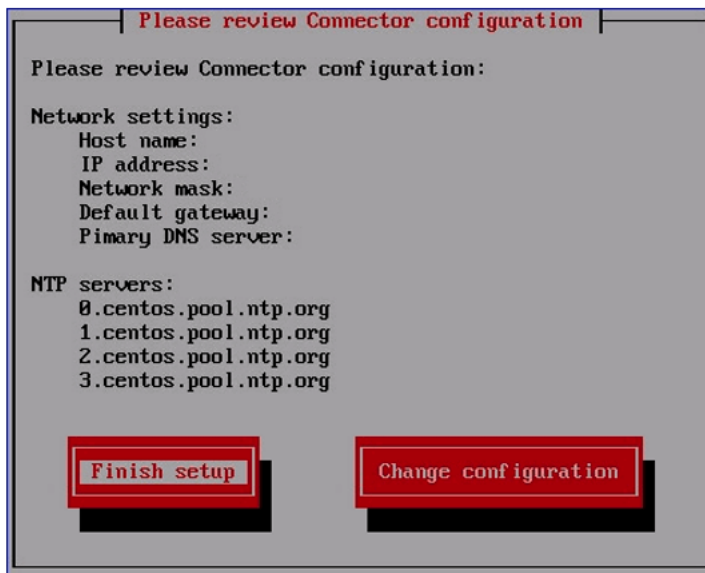 Please review Connector configuration
Please review Connector configuration:
Network settings:
Host name:
IP address:
Network mask:
Default gateway:
Pimary DNS server:
NTP servers:
0.centos.pool.ntp.org
1.centos.pool.ntp.org
2.centos.pool.ntp.org
3.centos.pool.ntp.org
Finish setup
Change configuration